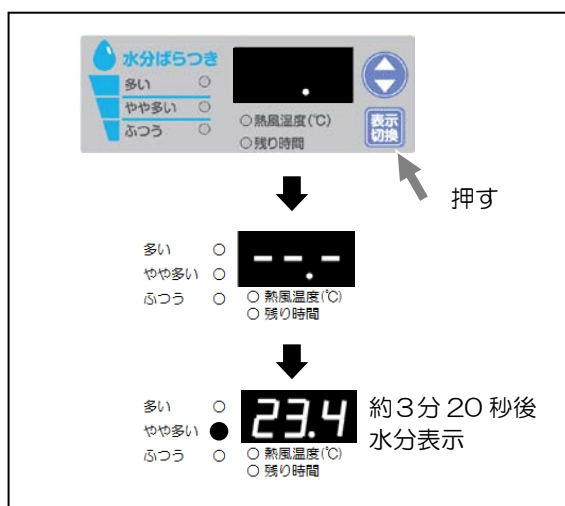 水分ばらつき
多い ○
やや多い ○
ふつう ○
.
○熱風温度(℃)
○残り時間
表示
切換
押す
多い ○
やや多い ○
ふつう ○
--.-
○ 熱風温度(℃)
○ 残り時間
多い ○
やや多い ●
ふつう ○
23.4
○ 熱風温度(℃)
○ 残り時間
約3分20秒後
水分表示